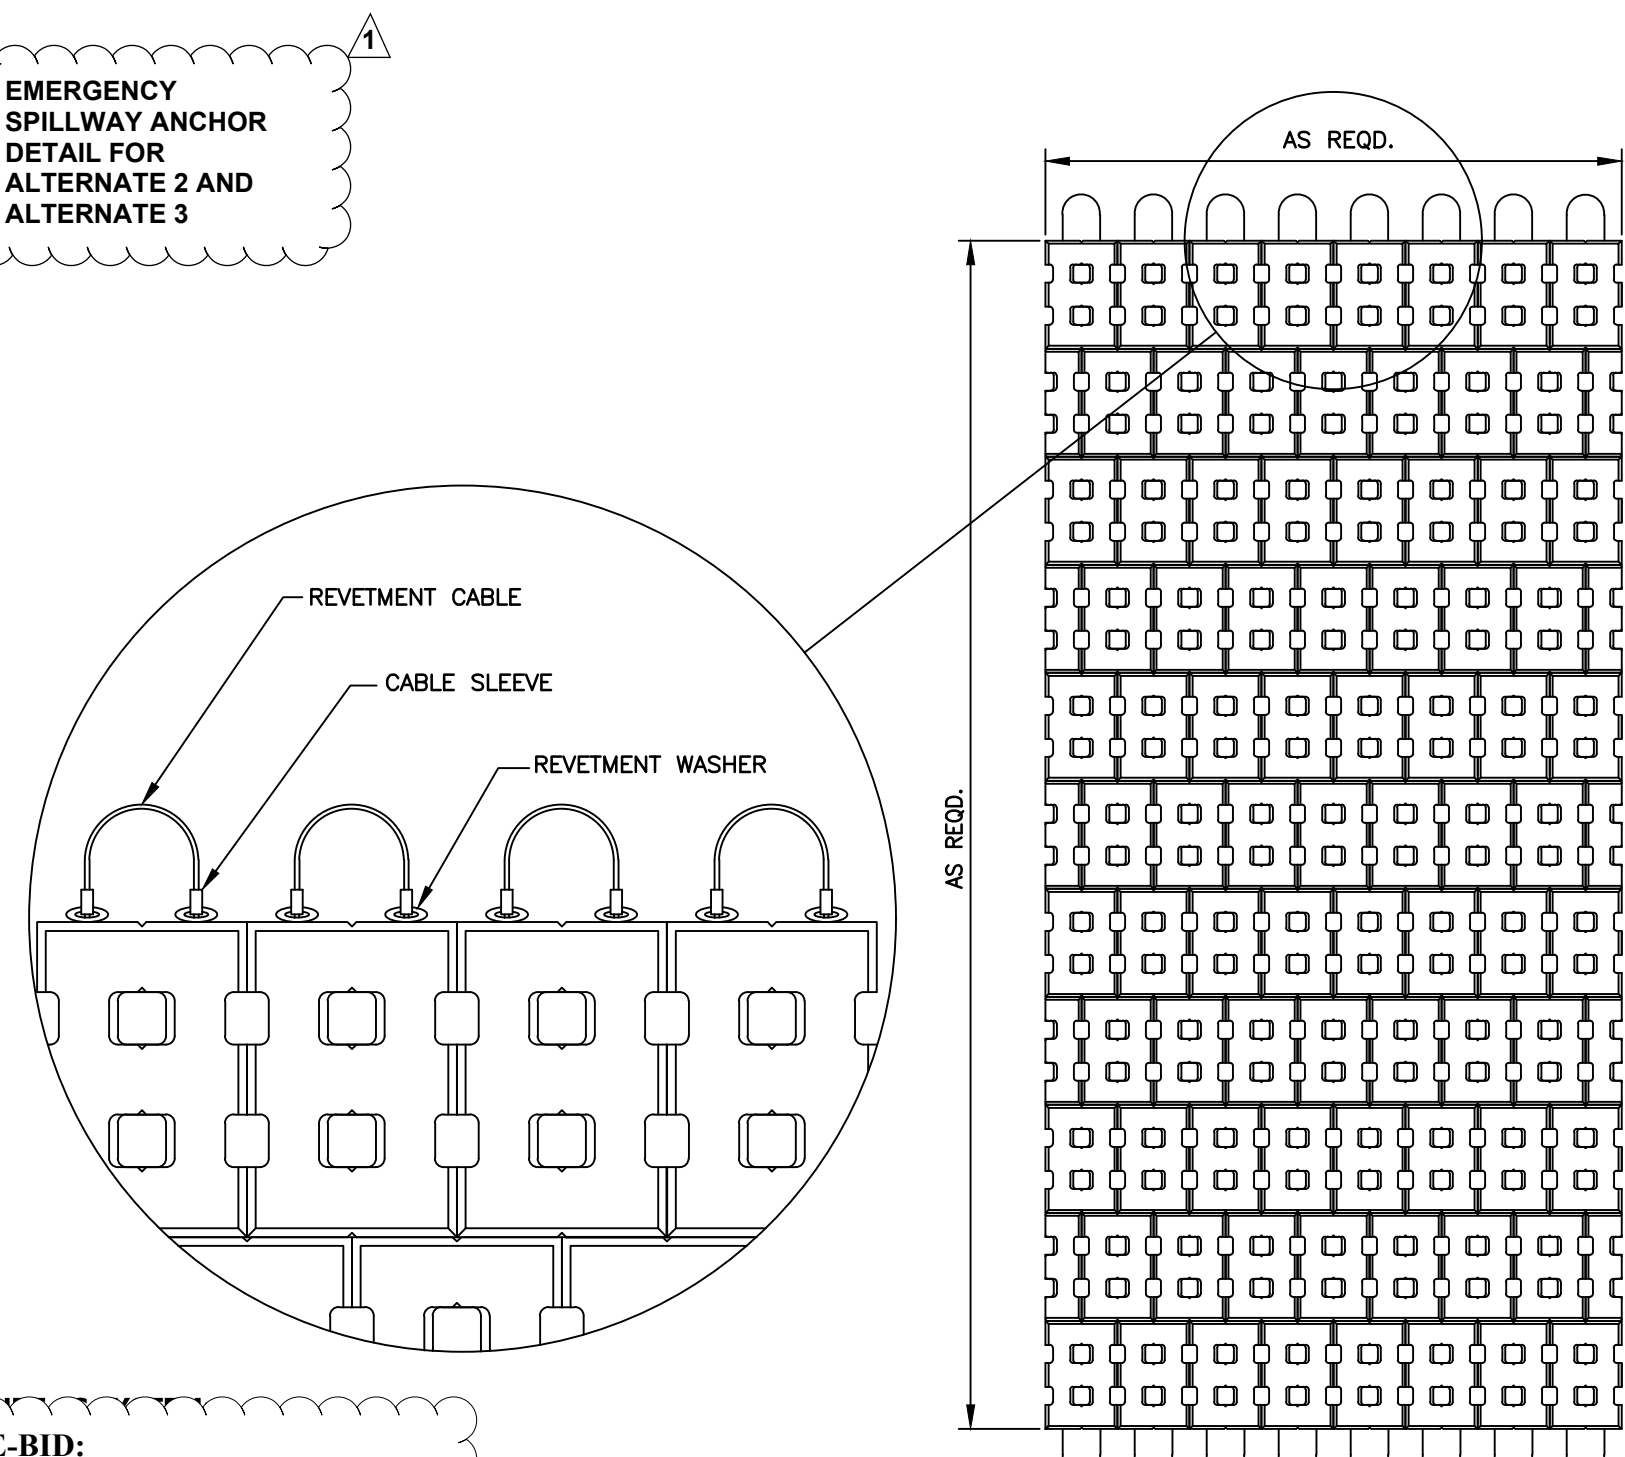 1
EMERGENCY
SPILLWAY ANCHOR
DETAIL FOR
ALTERNATE 2 AND
ALTERNATE 3
AS REQD.
REVETMENT CABLE
CABLE SLEEVE
REVETMENT WASHER
AS REQD.
E-BID: